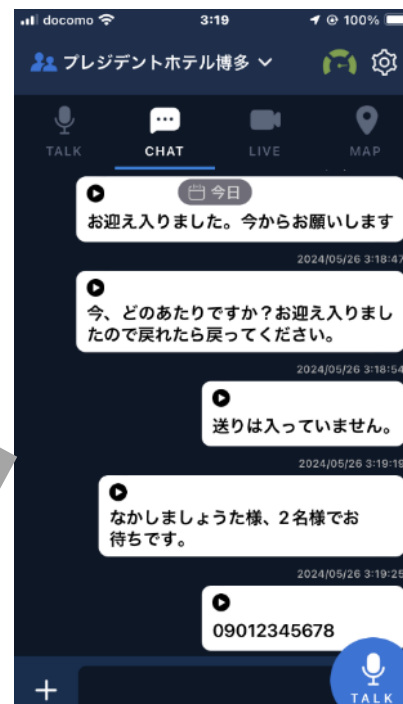 docomo 3:19 100%
プレジデントホテル博多
TALK CHAT LIVE MAP
今日
お迎え入りました。今からお願いします
2024/05/26 3:18:47
今、どのあたりですか？お迎え入りまし
たので戻れたら戻ってください。
2024/05/26 3:18:54
送りは入っていません。
2024/05/26 3:19:19
なかしましょうた様、2名様でお
待ちです。
2024/05/26 3:19:25
09012345678
+
TALK